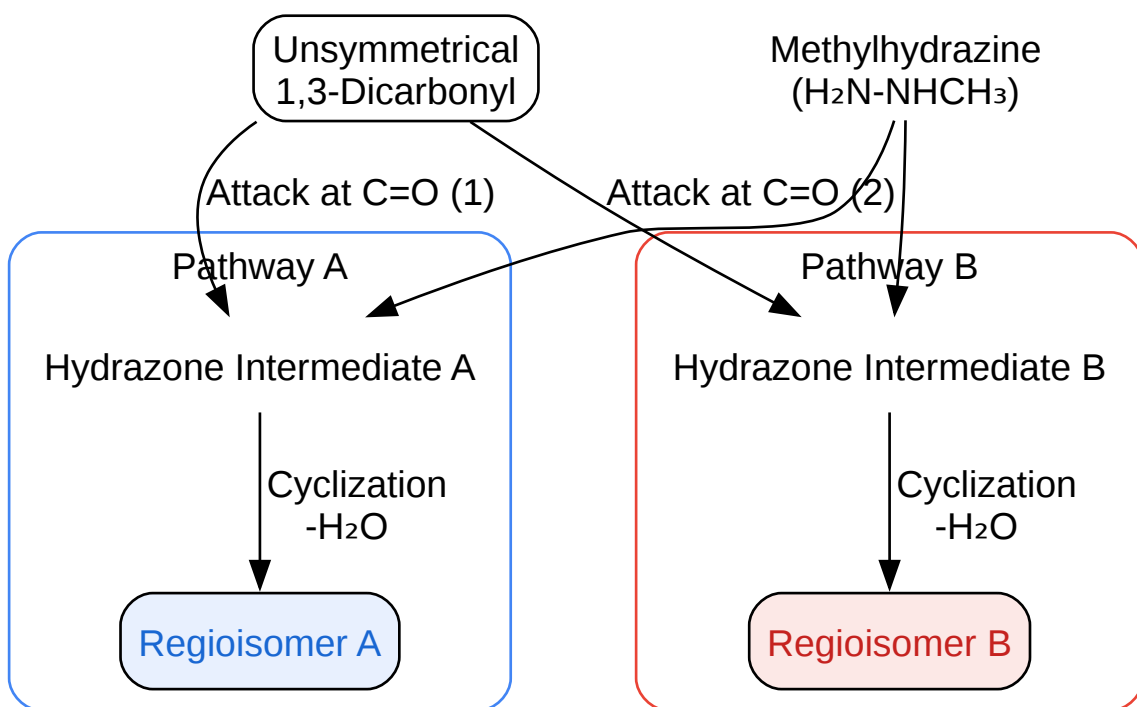 Unsymmetrical
1,3-Dicarbonyl
Methylhydrazine
(H₂N-NHCH₃)
Attack at C=O (1)
Attack at C=O (2)
Pathway A
Pathway B
Hydrazone Intermediate A
Hydrazone Intermediate B
Cyclization
-H₂O
Cyclization
-H₂O
Regioisomer A
Regioisomer B